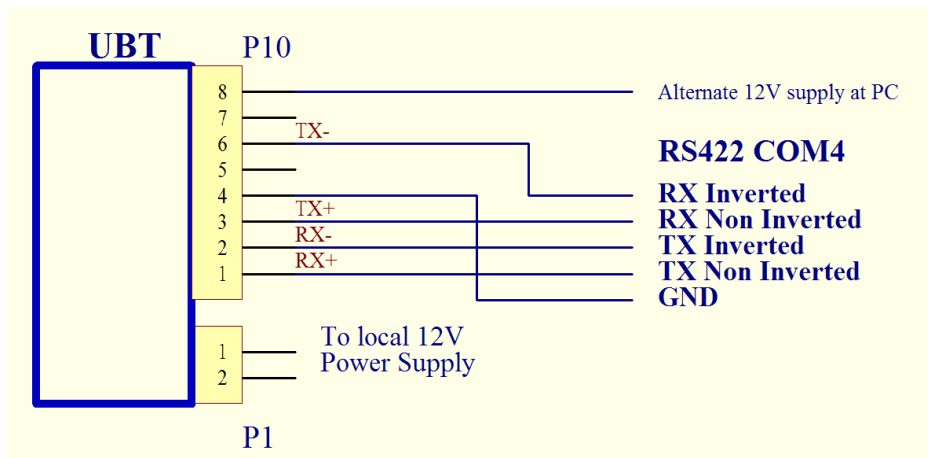 UBT
P10
8
Alternate 12V supply at PC
7
TX-
6
RS422 COM4
5
4
RX Inverted
TX+
3
RX Non Inverted
RX-
2
TX Inverted
RX+
1
TX Non Inverted
GND
1
To local 12V
2
Power Supply
P1